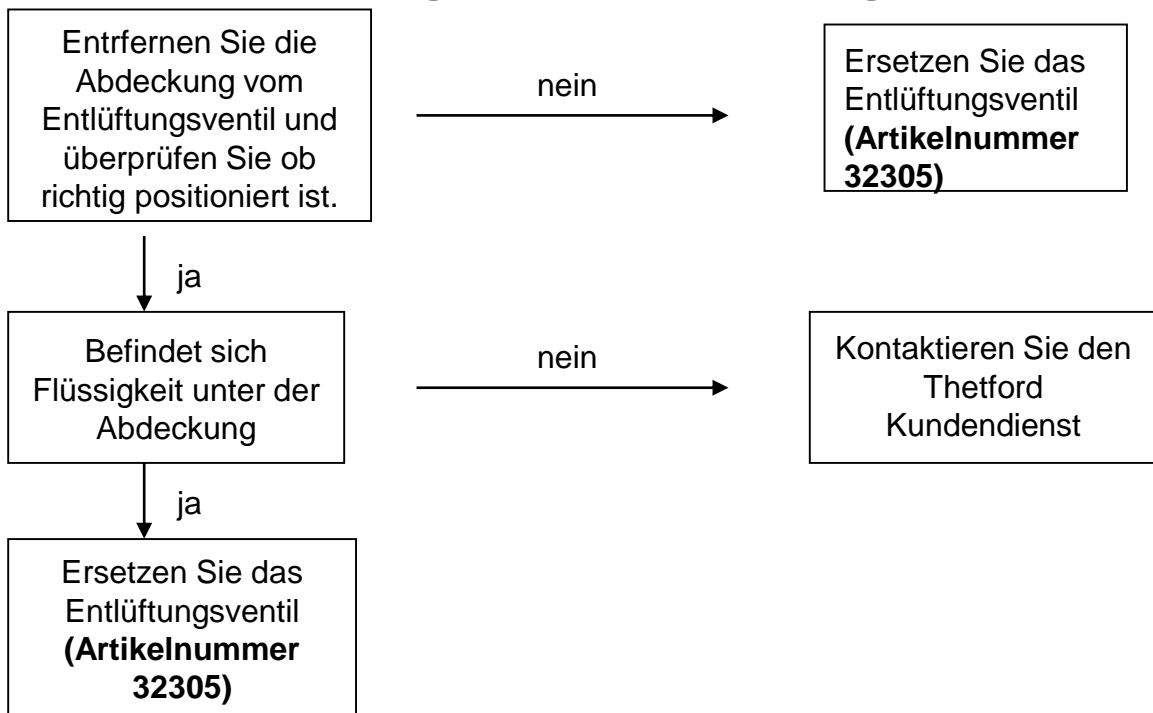 Entrfernen Sie die
Abdeckung vom
Entlüftungsventil und
überprüfen Sie ob
richtig positioniert ist.
nein
Ersetzen Sie das
Entlüftungsventil
(Artikelnummer
32305)
ja
Befindet sich
Flüssigkeit unter der
Abdeckung
nein
Kontaktieren Sie den
Thetford
Kundendienst
ja
Ersetzen Sie das
Entlüftungsventil
(Artikelnummer
32305)